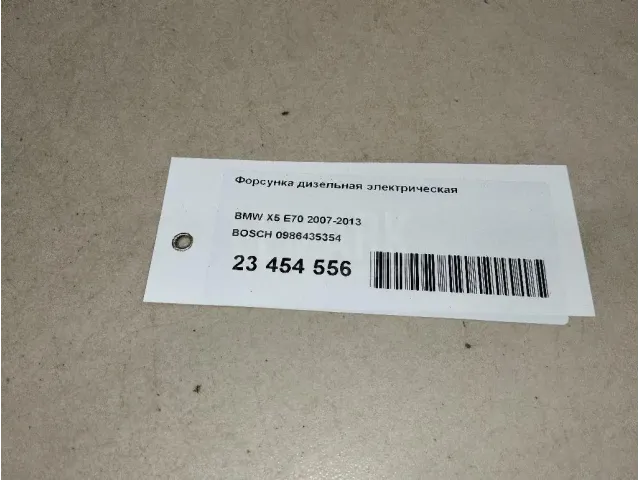 Форсунка дизельная электрическая
BMW X5 E70 2007-2013
BOSCH 0986435354
23 454 556